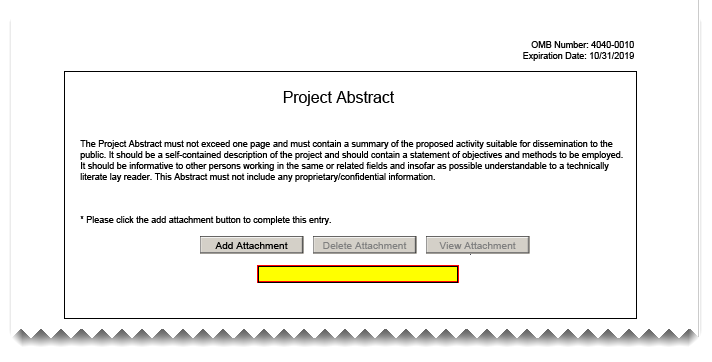 OMB Number: 4040-0010
Expiration Date: 10/31/2019
Project Abstract
The Project Abstract must not exceed one page and must contain a summary of the proposed activity suitable for dissemination to the
public. It should be a self-contained description of the project and should contain a statement of objectives and methods to be employed.
It should be informative to other persons working in the same or related fields and insofar as possible understandable to a technically
literate lay reader. This Abstract must not include any proprietary/confidential information.
* Please click the add attachment button to complete this entry.
Add Attachment Delete Attachment View Attachment